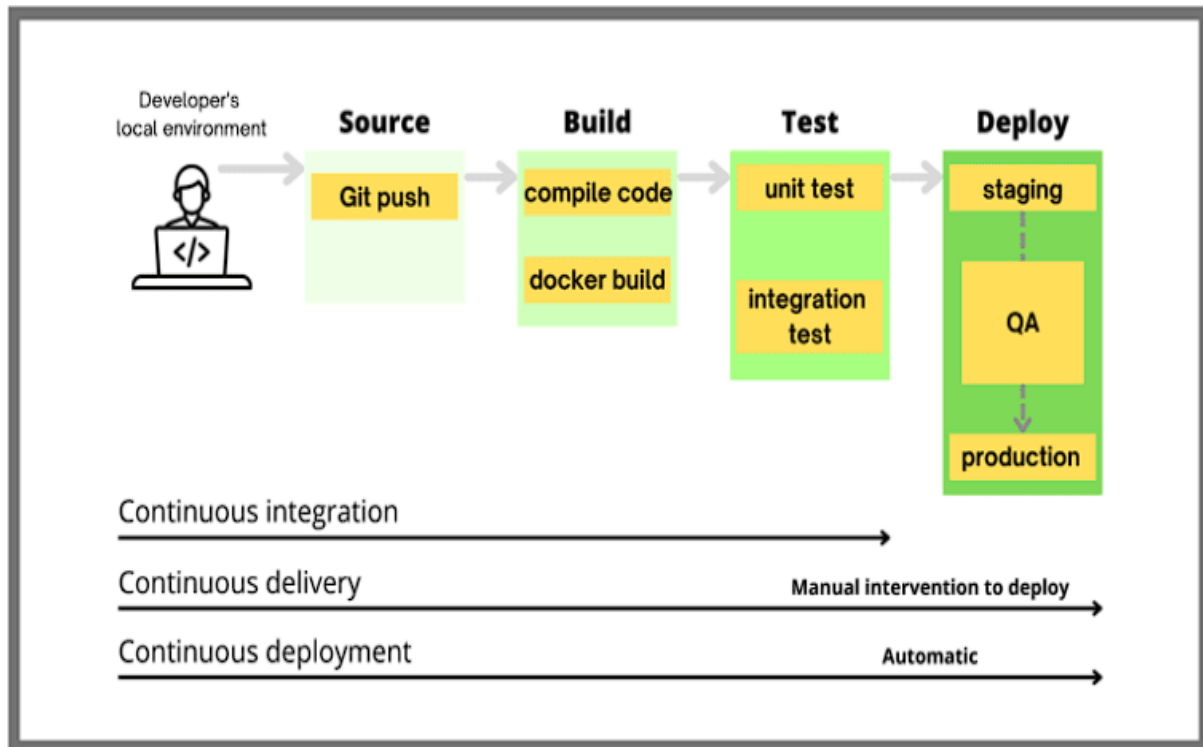 Developer's
local environment
Source
Build
Test
Deploy
</>
Git push
compile code
docker build
unit test
integration
test
staging
QA
production
Continuous integration
Continuous delivery
Manual intervention to deploy
Continuous deployment
Automatic